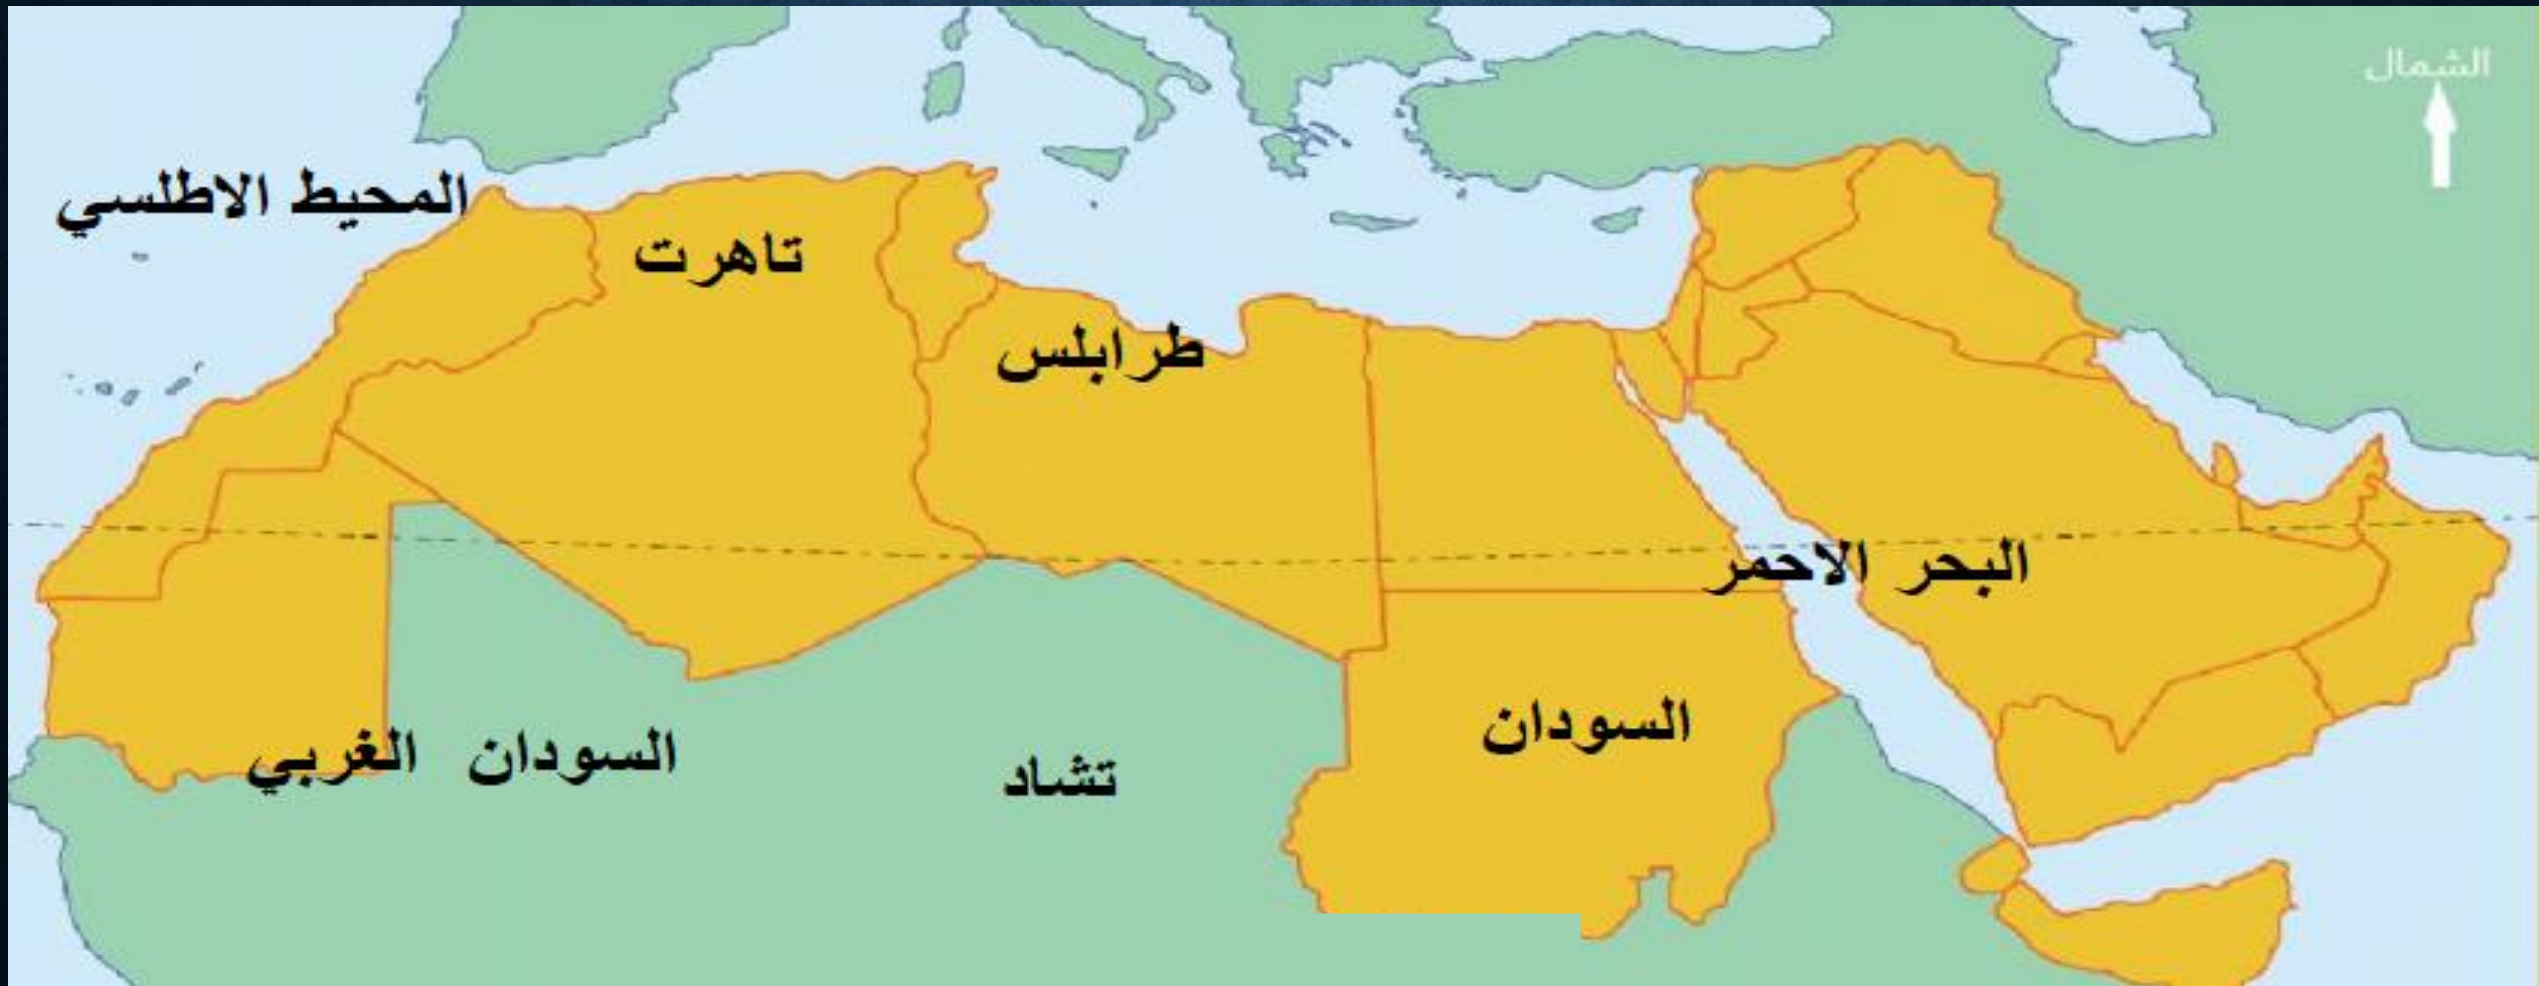 الشمال
المحيط الاطلسي
تاهرت
طرابلس
البحر الاحمر
السودان
السودان الغربي
تشاد